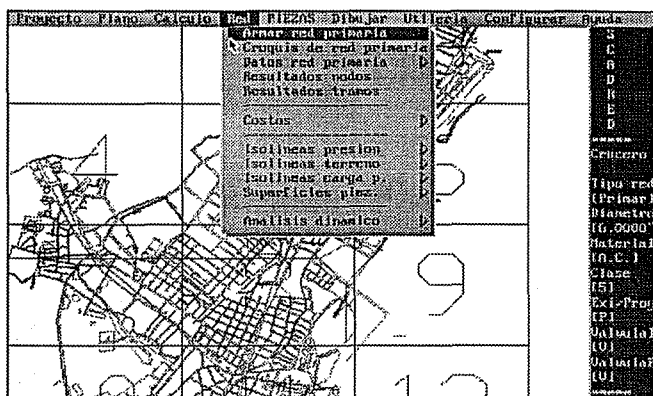 Proyecto Plano Calculo Red PIEZAS Dibujar Utileria Configurar Ayuda
Armar red primaria
Croquis de red primaria
Datos red primaria
Resultados nodos
Resultados tramos
Costos
Isolineas presion
Isolineas terreno
Isolineas carga p.
Superficies piez.
Analisis dinamico
S
C
A
D
R
E
D
*****
Crucero
Tipo red
[Primar]
Diametro
[6.0000"
Material
[A.C.]
Clase
[5]
Exi-Proy
[P]
[U]
[U]
*****
9
12